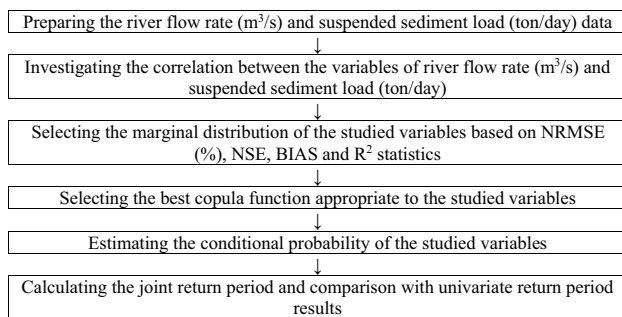 Preparing the river flow rate (m³/s) and suspended sediment load (ton/day) data
↓
Investigating the correlation between the variables of river flow rate (m³/s) and
suspended sediment load (ton/day)
↓
Selecting the marginal distribution of the studied variables based on NRMSE
(%), NSE, BIAS and R² statistics
↓
Selecting the best copula function appropriate to the studied variables
↓
Estimating the conditional probability of the studied variables
↓
Calculating the joint return period and comparison with univariate return period
results